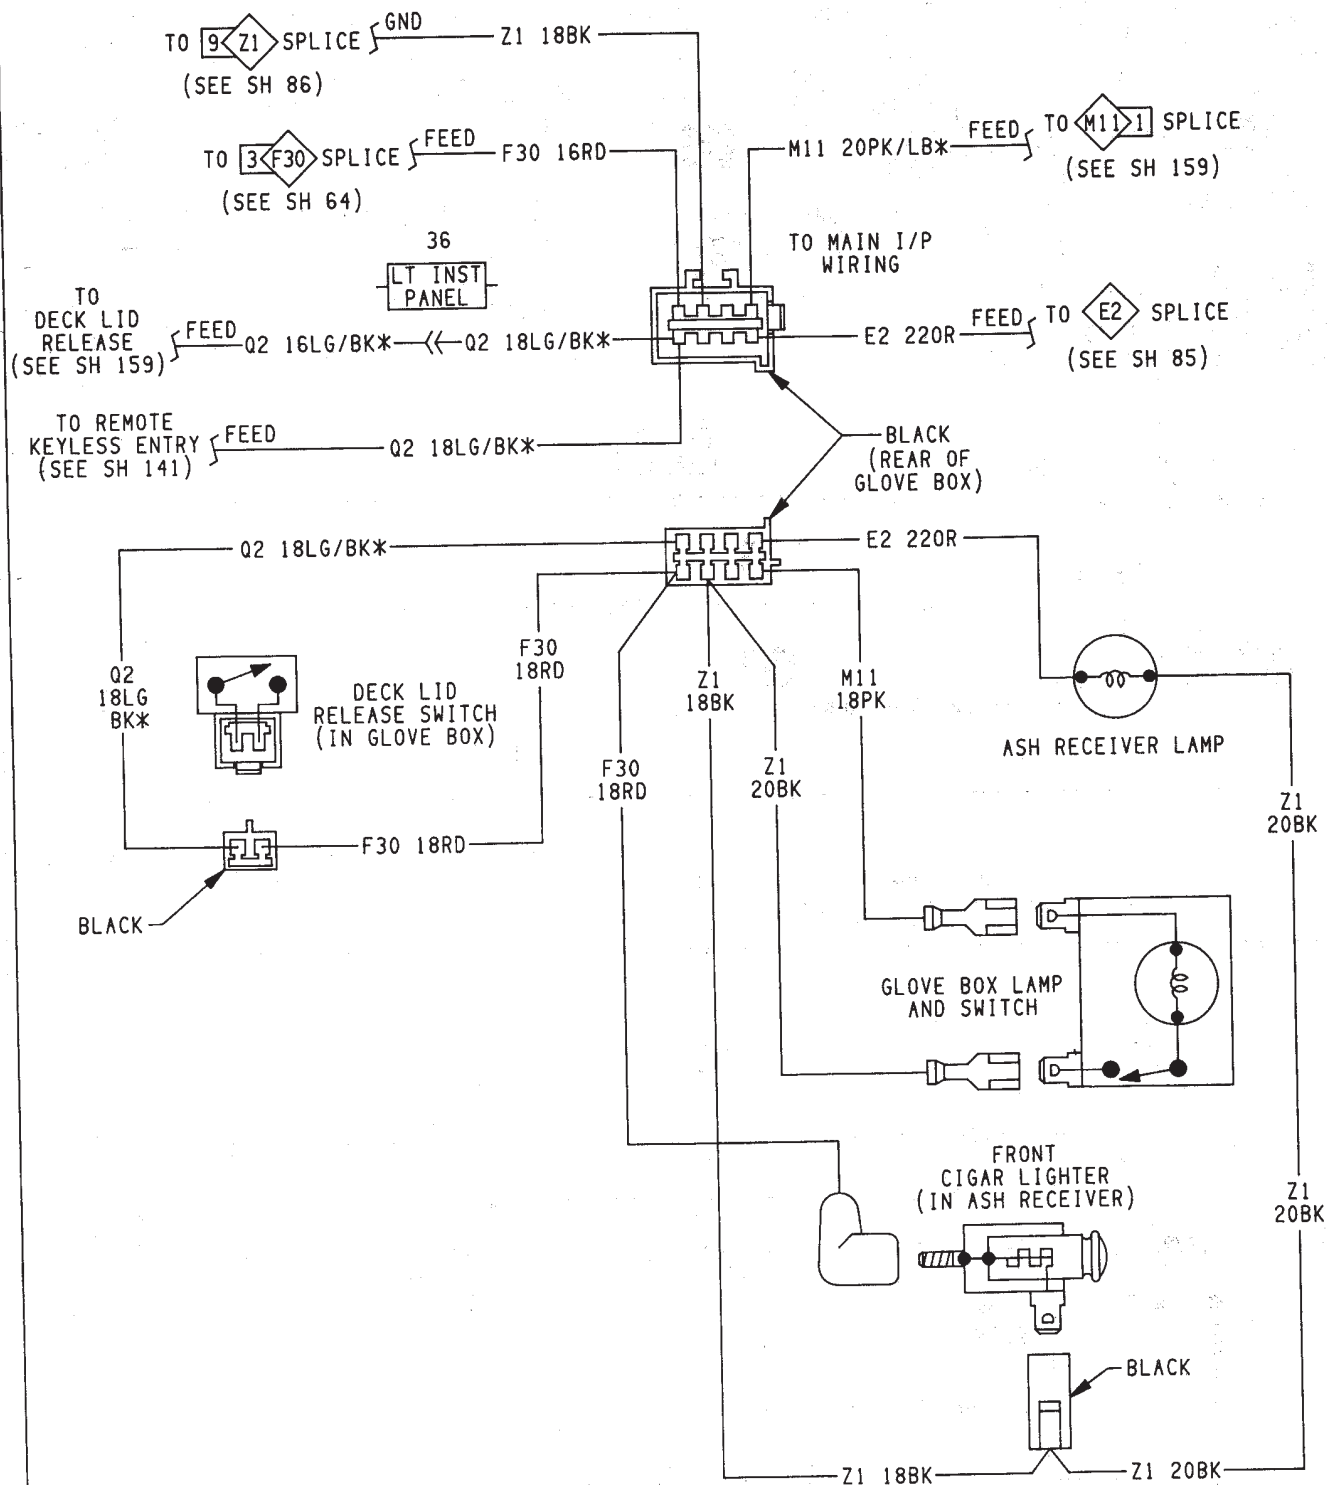 GND
TO 9 Z1 SPLICE
Z1 18BK
(SEE SH 86)
FEED
TO 3 F30 SPLICE
F30 16RD
(SEE SH 64)
M11 20PK/LB*
FEED
TO M11 1 SPLICE
(SEE SH 159)
36
LT INST
PANEL
TO MAIN I/P
WIRING
TO
DECK LID
RELEASE
(SEE SH 159)
FEED
Q2 16LG/BK*
Q2 18LG/BK*
E2 22OR
FEED
TO E2 SPLICE
(SEE SH 85)
TO REMOTE
KEYLESS ENTRY
(SEE SH 141)
FEED
Q2 18LG/BK*
BLACK
(REAR OF
GLOVE BOX)
Q2 18LG/BK*
E2 22OR
Q2
18LG
BK*
DECK LID
RELEASE SWITCH
(IN GLOVE BOX)
F30
18RD
Z1
18BK
M11
18PK
ASH RECEIVER LAMP
F30
18RD
Z1
20BK
Z1
20BK
F30 18RD
BLACK
GLOVE BOX LAMP
AND SWITCH
FRONT
CIGAR LIGHTER
(IN ASH RECEIVER)
Z1
20BK
BLACK
Z1 18BK
Z1 20BK